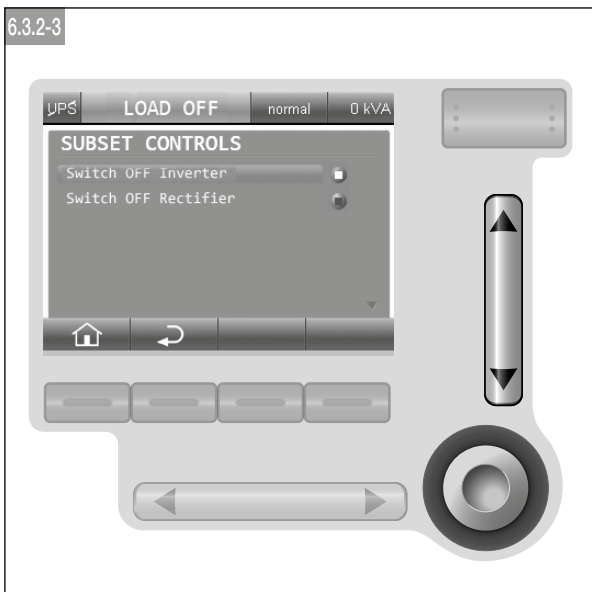 6.3.2-3
UPS LOAD OFF normal 0 kVA
SUBSET CONTROLS
Switch OFF Inverter
Switch OFF Rectifier